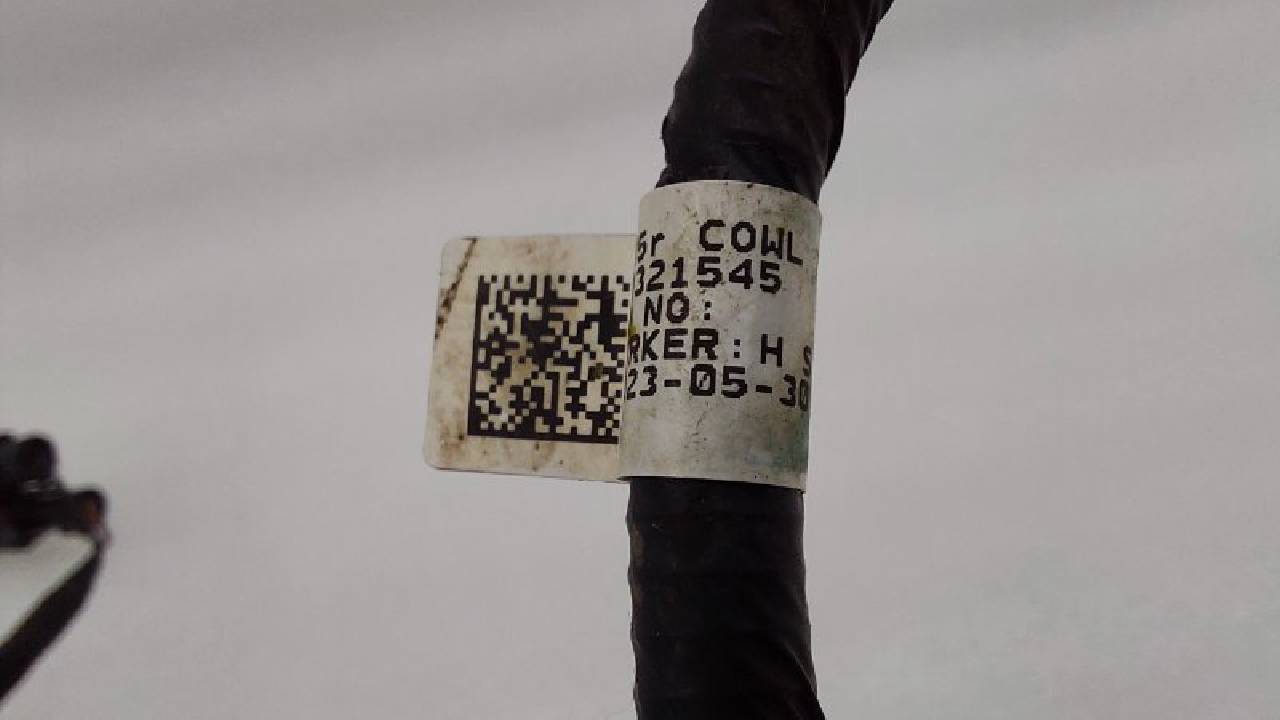 5r COWL
321545
NO:
RKER: H S
23-05-30